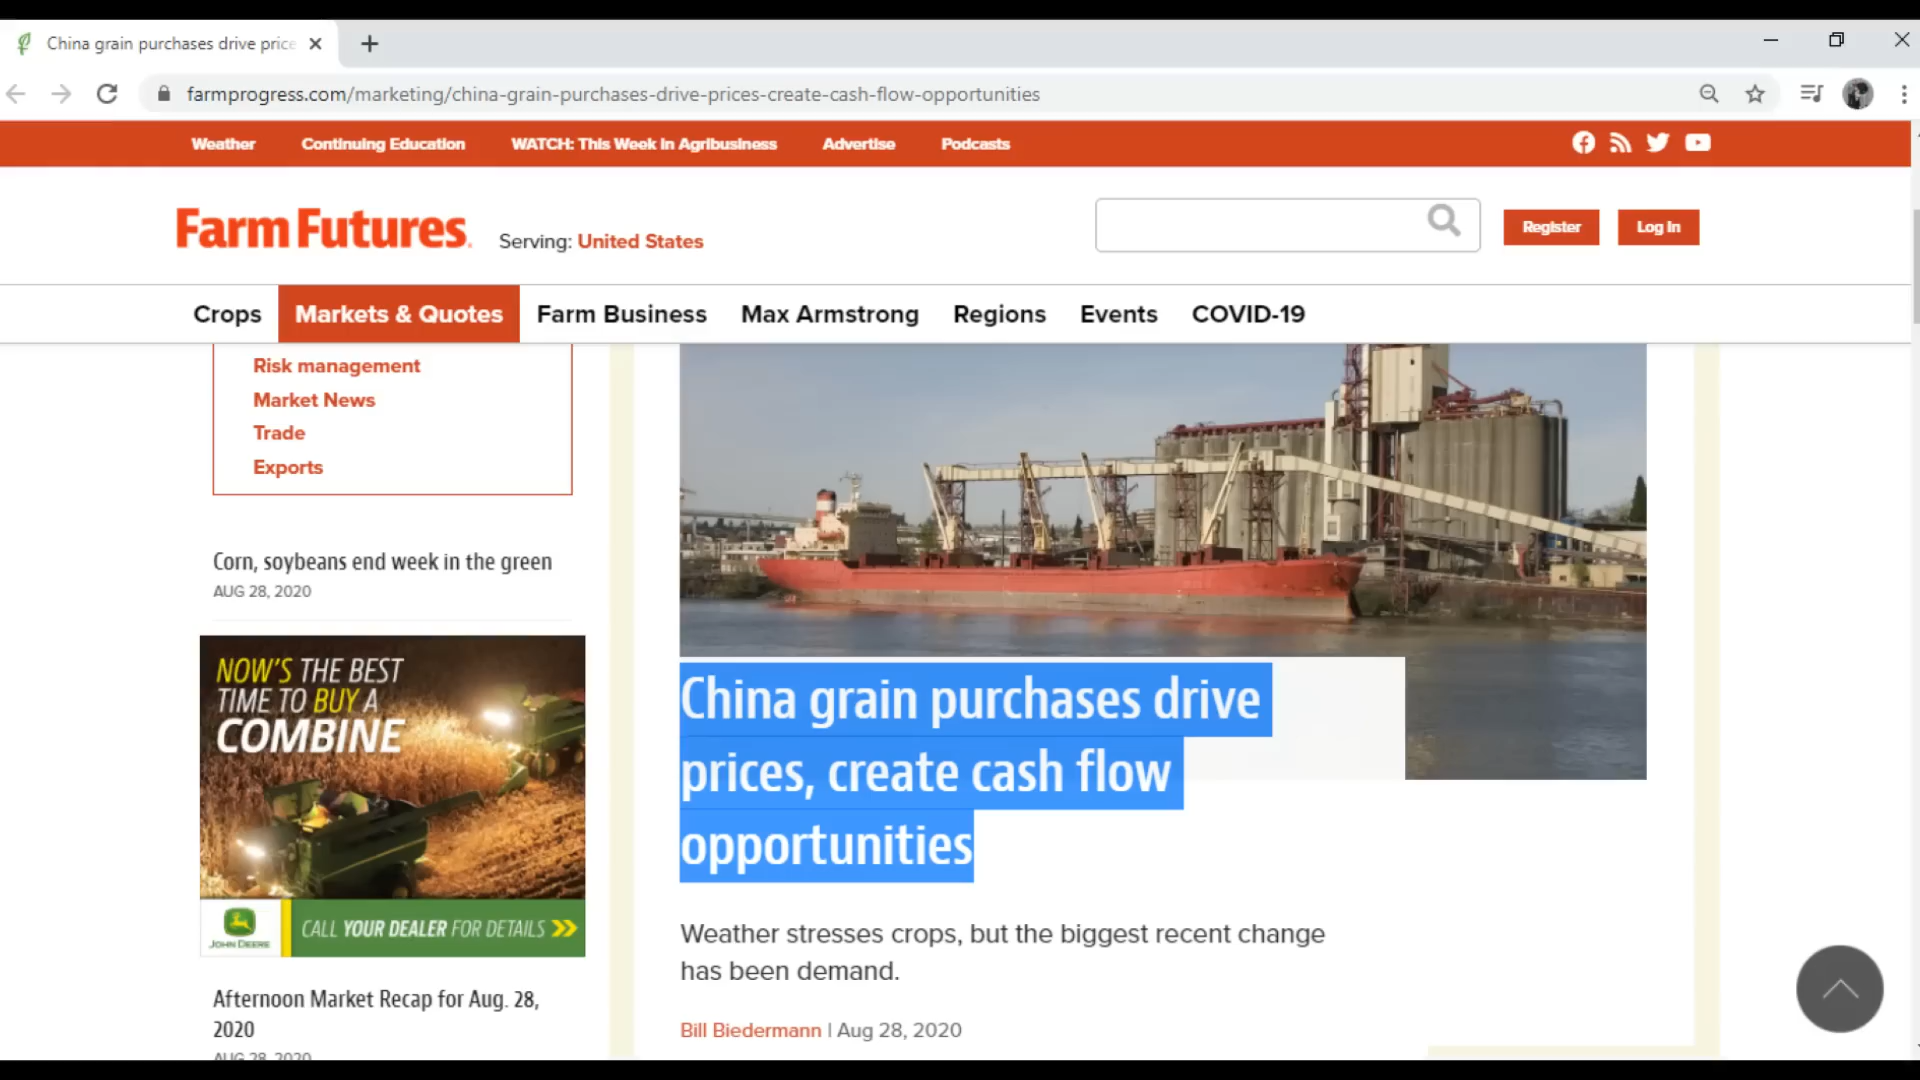 China grain purchases drive price
farmprogress.com/marketing/china-grain-purchases-drive-prices-create-cash-flow-opportunities
Weather Continuing Education WATCH: This Week in Agribusiness Advertise Podcasts
Farm Futures.
Serving: United States
Register
Log In
Crops Markets & Quotes Farm Business Max Armstrong Regions Events COVID-19
Risk management
Market News
Trade
Exports
Corn, soybeans end week in the green
AUG 28, 2020
NOW'S THE BEST
TIME TO BUY A
COMBINE
JOHN DEERE
CALL YOUR DEALER FOR DETAILS
Afternoon Market Recap for Aug. 28,
2020
AUG 28, 2020
China grain purchases drive
prices, create cash flow
opportunities
Weather stresses crops, but the biggest recent change
has been demand.
Bill Biedermann | Aug 28, 2020